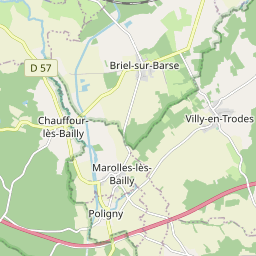 Briel-sur-Barse
D 57
Chauffour-
lès-Bailly
Villy-en-Trodes
Marolles-lès-
Bailly
Poligny